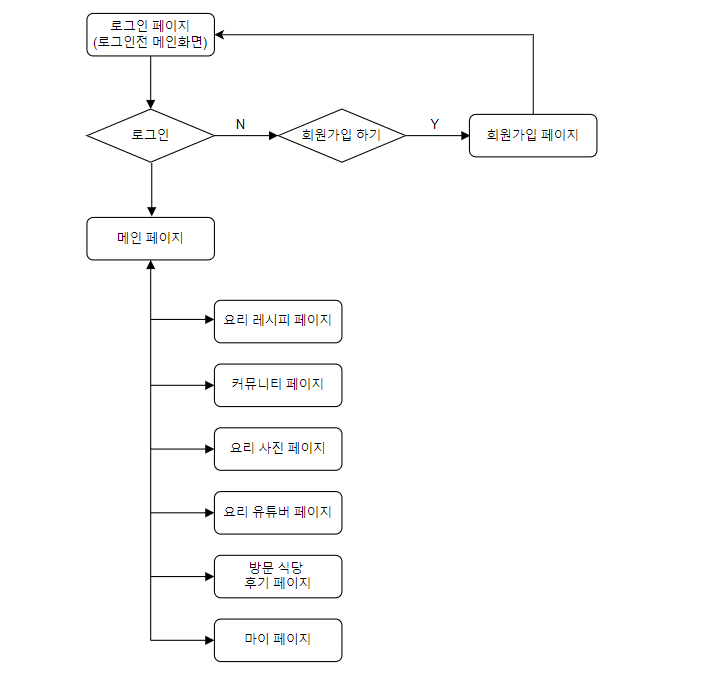 로그인 페이지
(로그인전 메인화면)
로그인
N
회원가입 하기
Y
회원가입 페이지
메인 페이지
요리 레시피 페이지
커뮤니티 페이지
요리 사진 페이지
요리 유튜버 페이지
방문 식당
후기 페이지
마이 페이지